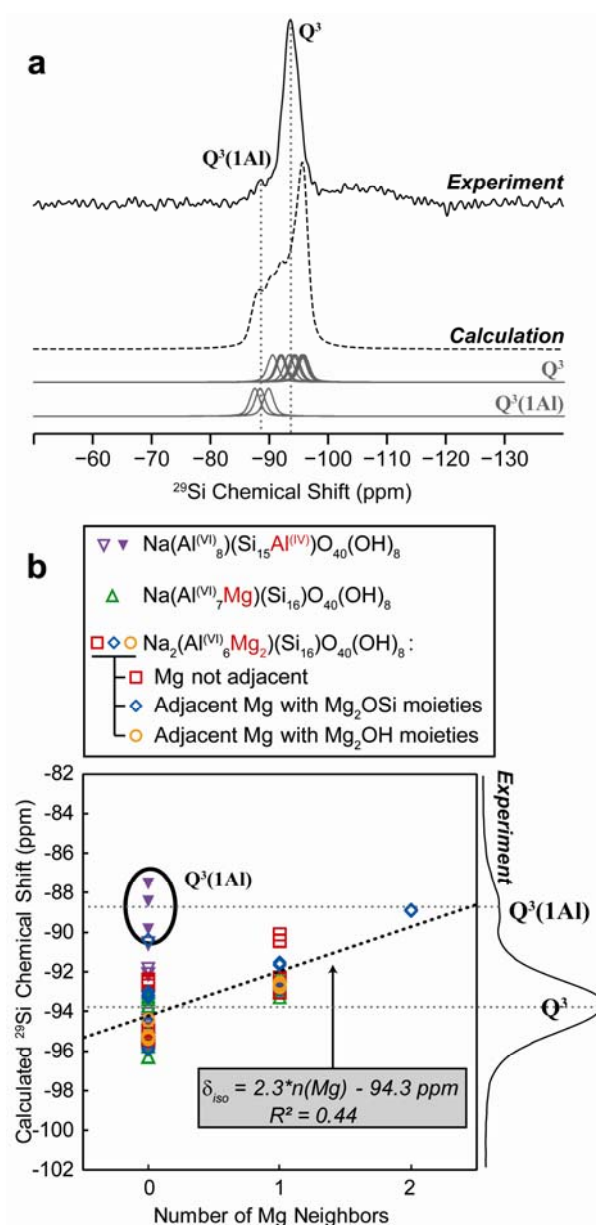 a
Q³
Q³(1Al)
Experiment
Calculation
Q³
Q³(1Al)
−60 −70 −80 −90 −100 −110 −120 −130
²⁹Si Chemical Shift (ppm)
b
Na(Al⁽ⱽᴵ⁾₈)(Si₁₅Al⁽ᴵⱽ⁾)O₄₀(OH)₈
Na(Al⁽ⱽᴵ⁾₇Mg)(Si₁₆)O₄₀(OH)₈
Na₂(Al⁽ⱽᴵ⁾₆Mg₂)(Si₁₆)O₄₀(OH)₈:
Mg not adjacent
Adjacent Mg with Mg₂OSi moieties
Adjacent Mg with Mg₂OH moieties
Calculated ²⁹Si Chemical Shift (ppm)
-82
-84
-86
-88
-90
-92
-94
-96
-98
-100
-102
Q³(1Al)
δiso = 2.3*n(Mg) - 94.3 ppm
R² = 0.44
0 1 2
Number of Mg Neighbors
Experiment
Q³(1Al)
Q³